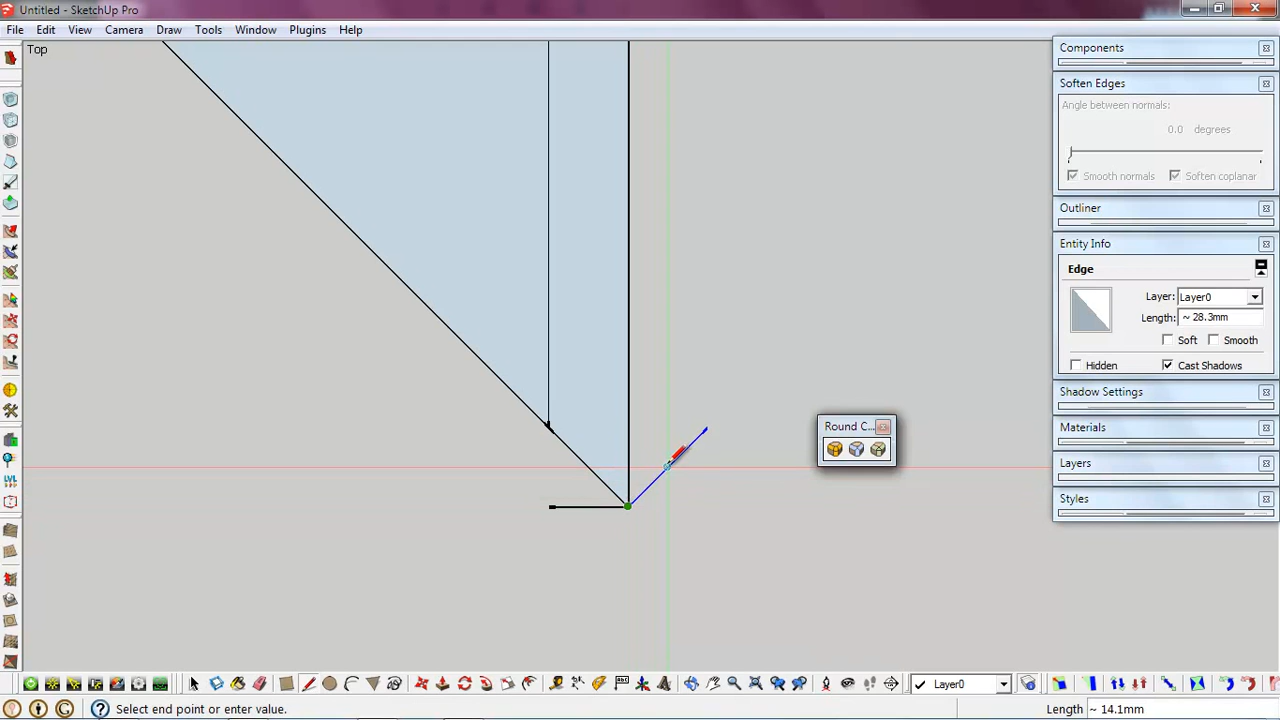 Untitled - SketchUp Pro
File Edit View Camera Draw Tools Window Plugins Help
Top
Components
Soften Edges
Angle between normals:
0.0 degrees
Smooth normals Soften coplanar
Outliner
Entity Info
Edge
Layer: Layer0
Length: ~ 28.3mm
Soft Smooth
Hidden Cast Shadows
Shadow Settings
Round C...
Materials
Layers
Styles
LVL
Layer0
Select end point or enter value. Length ~ 14.1mm